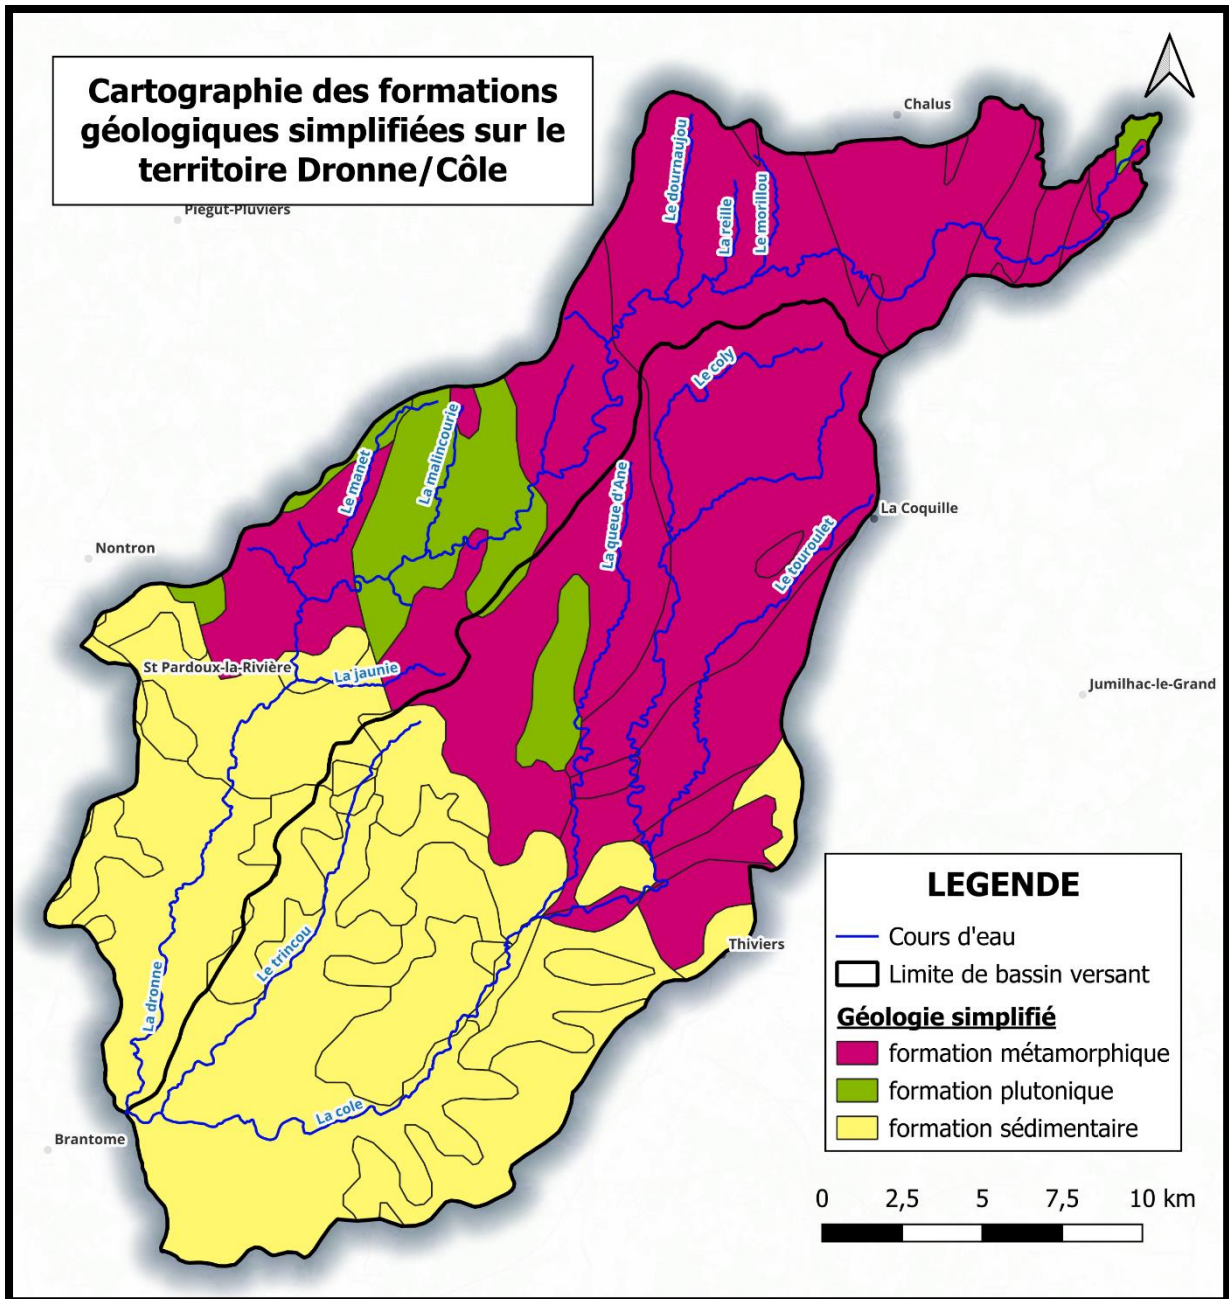 Cartographie des formations
géologiques simplifiées sur le
territoire Dronne/Côle
Chalus
Piégut-Pluviers
Le dournaujou
La reille
Le morillou
Le coly
La malincourie
Le manet
La queue d'Ane
La Coquille
Le touroulet
Nontron
St Pardoux-la-Rivière
La jaunie
Jumilhac-le-Grand
Le trincou
La dronne
Thiviers
La cole
Brantome
LEGENDE
Cours d'eau
Limite de bassin versant
Géologie simplifié
formation métamorphique
formation plutonique
formation sédimentaire
0 2,5 5 7,5 10 km